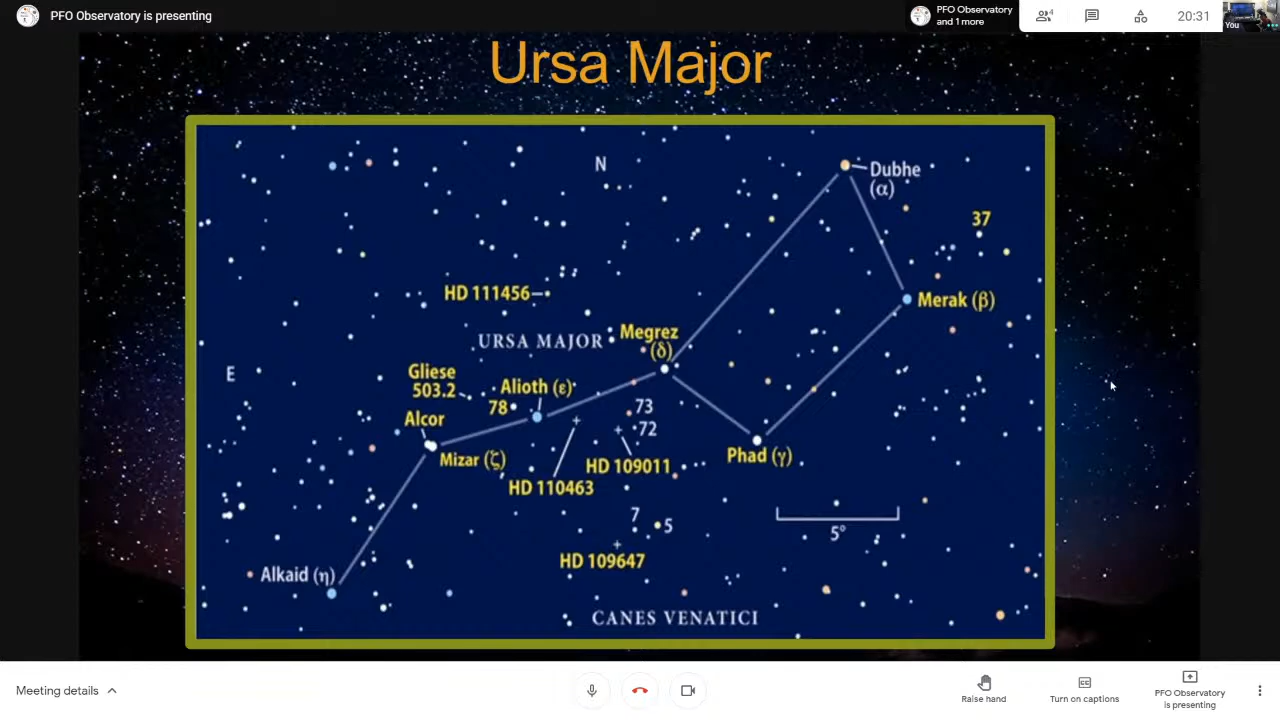 PFO Observatory is presenting
PFO Observatory
and 1 more
4
20:31
You
Ursa Major
N
Dubhe
(α)
37
HD 111456
Merak (β)
URSA MAJOR
Megrez
(δ)
E
Gliese
503.2
Alioth (ε)
78
73
Alcor
72
Mizar (ζ)
HD 109011
Phad (γ)
HD 110463
7
5
5°
HD 109647
Alkaid (η)
CANES VENATICI
Meeting details
Raise hand
Turn on captions
PFO Observatory
is presenting